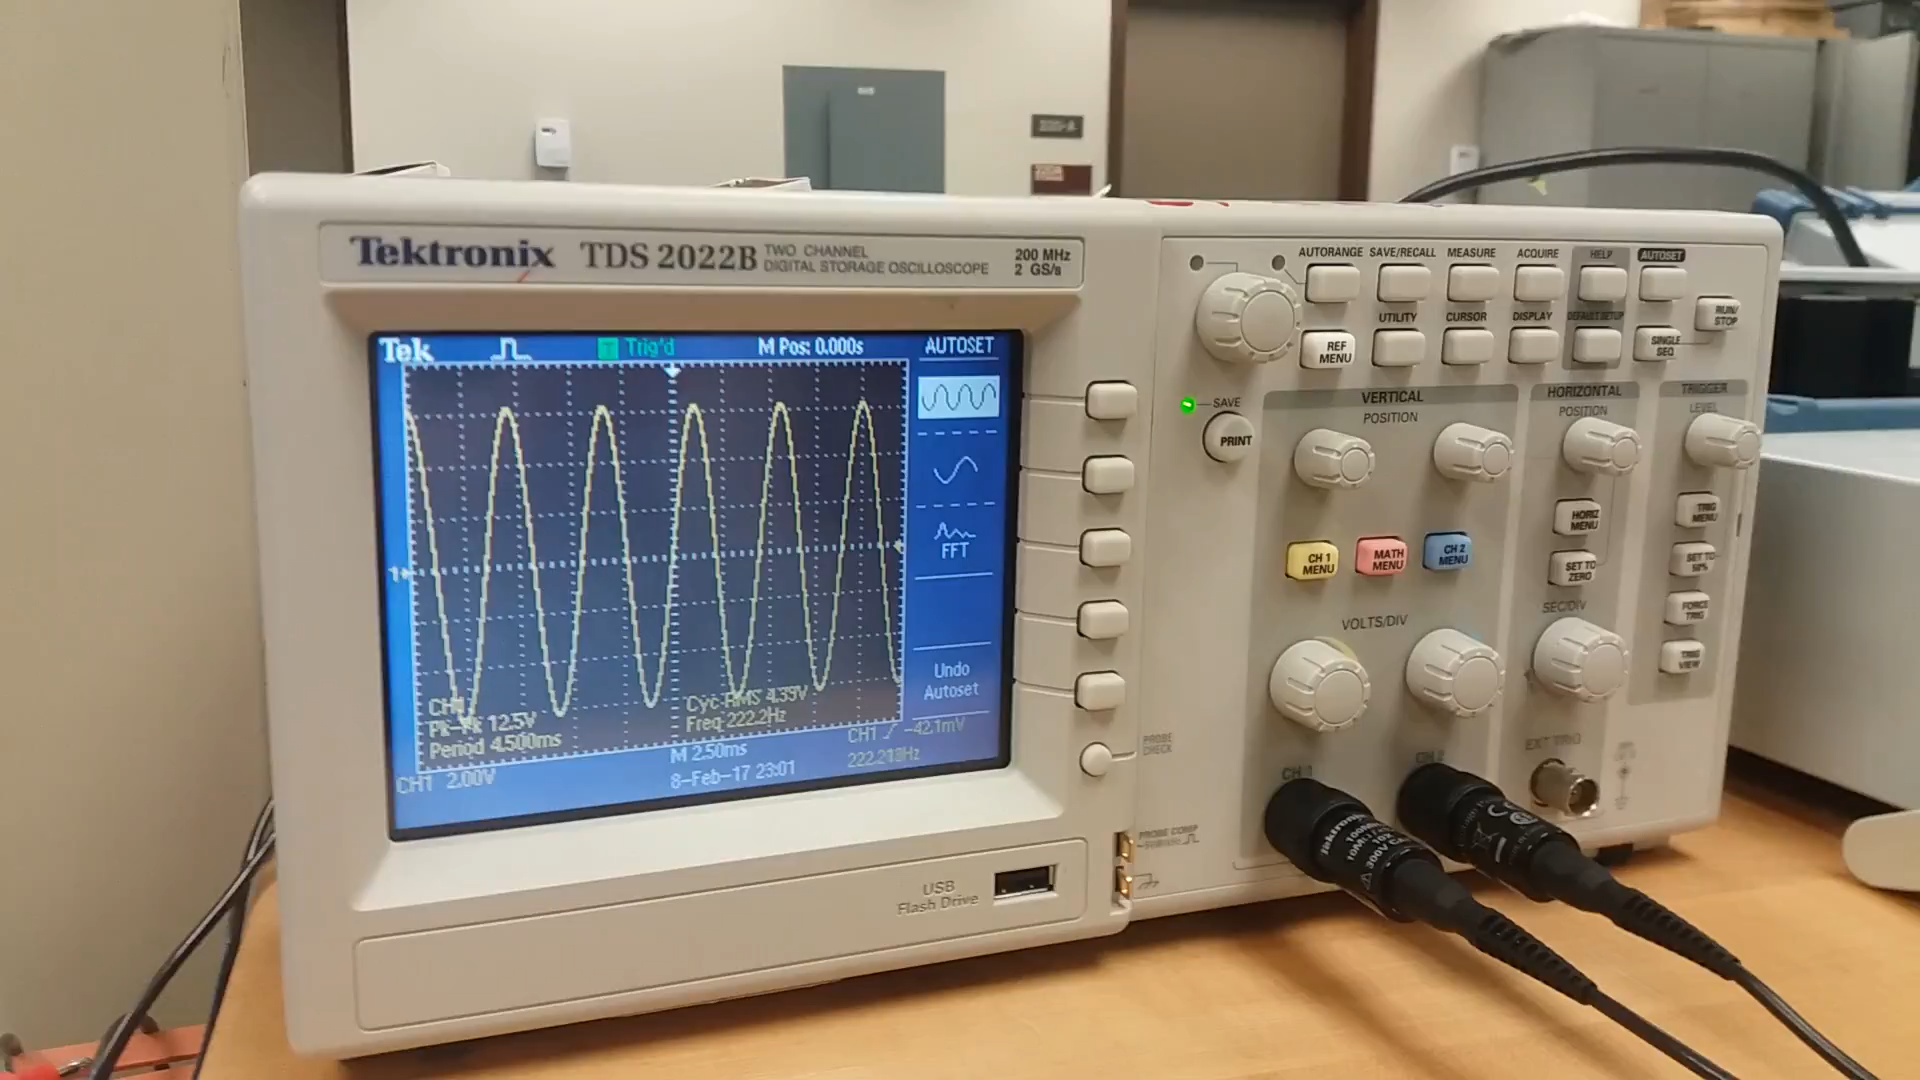 Tektronix TDS 2022B TWO CHANNEL
DIGITAL STORAGE OSCILLOSCOPE
200 MHz
2 GS/s
Tek
T Trig'd
M Pos: 0.000s
AUTOSET
FFT
Undo
Autoset
1
CH1
Pk-Pk 12.5V
Period 4.500ms
Cyc RMS 4.39V
Freq 222.2Hz
CH1 2.00V
M 2.50ms
CH1 -42.1mV
8-Feb-17 23:01
USB
Flash Drive
AUTORANGE
SAVE/RECALL
MEASURE
ACQUIRE
HELP
AUTOSET
REF
MENU
UTILITY
CURSOR
DISPLAY
DEFAULT SETUP
SINGLE
SEQ
RUN/
STOP
SAVE
PRINT
VERTICAL
POSITION
CH 1
MENU
MATH
MENU
CH 2
MENU
VOLTS/DIV
CH 1
CH 2
HORIZONTAL
POSITION
HORIZ
MENU
SET TO
ZERO
SEC/DIV
TRIGGER
LEVEL
TRIG
MENU
SET TO
50%
FORCE
TRIG
TRIG
VIEW
EXT TRIG
PROBE
CHECK
PROBE COMP
Tektronix